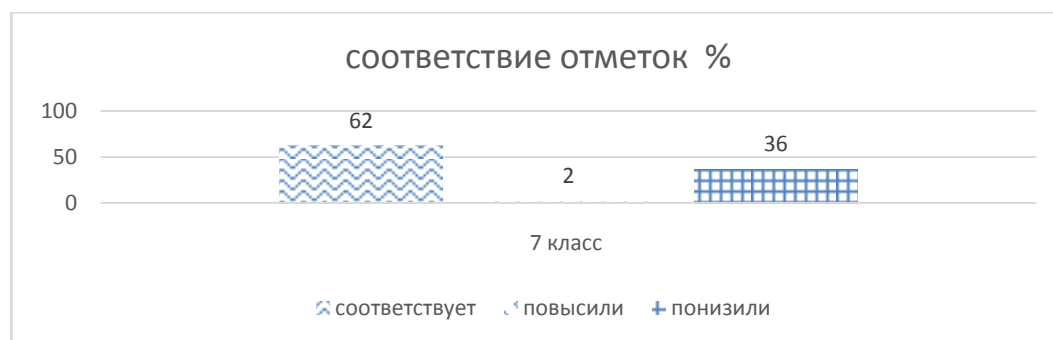 соответствие отметок %
100
62
50
36
2
0
7 класс
соответствует повысили понизили